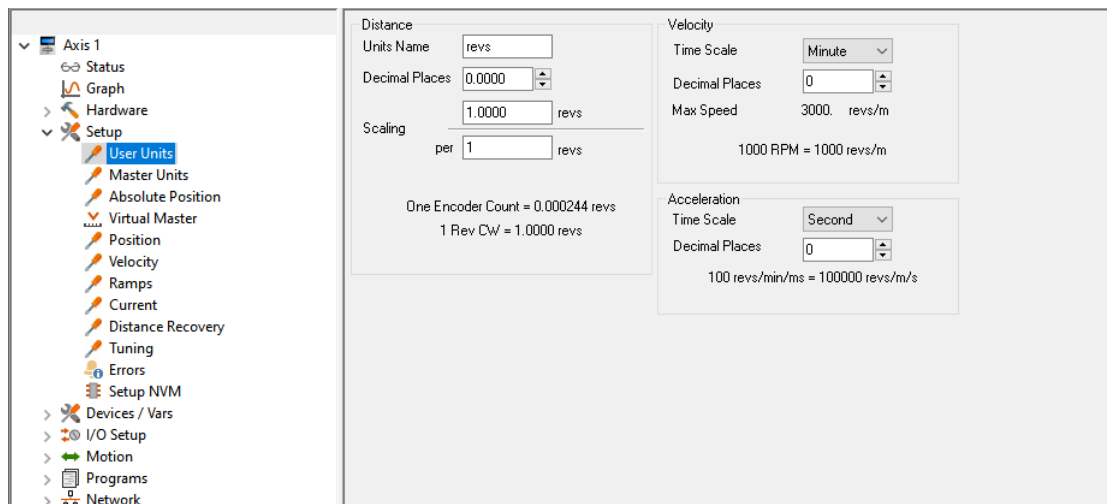 Axis 1
Status
Graph
Hardware
Setup
User Units
Master Units
Absolute Position
Virtual Master
Position
Velocity
Ramps
Current
Distance Recovery
Tuning
Errors
Setup NVM
Devices / Vars
I/O Setup
Motion
Programs
Network
Distance
Units Name revs
Decimal Places 0.0000
1.0000 revs
Scaling
per 1 revs
One Encoder Count = 0.000244 revs
1 Rev CW = 1.0000 revs
Velocity
Time Scale Minute
Decimal Places 0
Max Speed 3000. revs/m
1000 RPM = 1000 revs/m
Acceleration
Time Scale Second
Decimal Places 0
100 revs/min/ms = 100000 revs/m/s